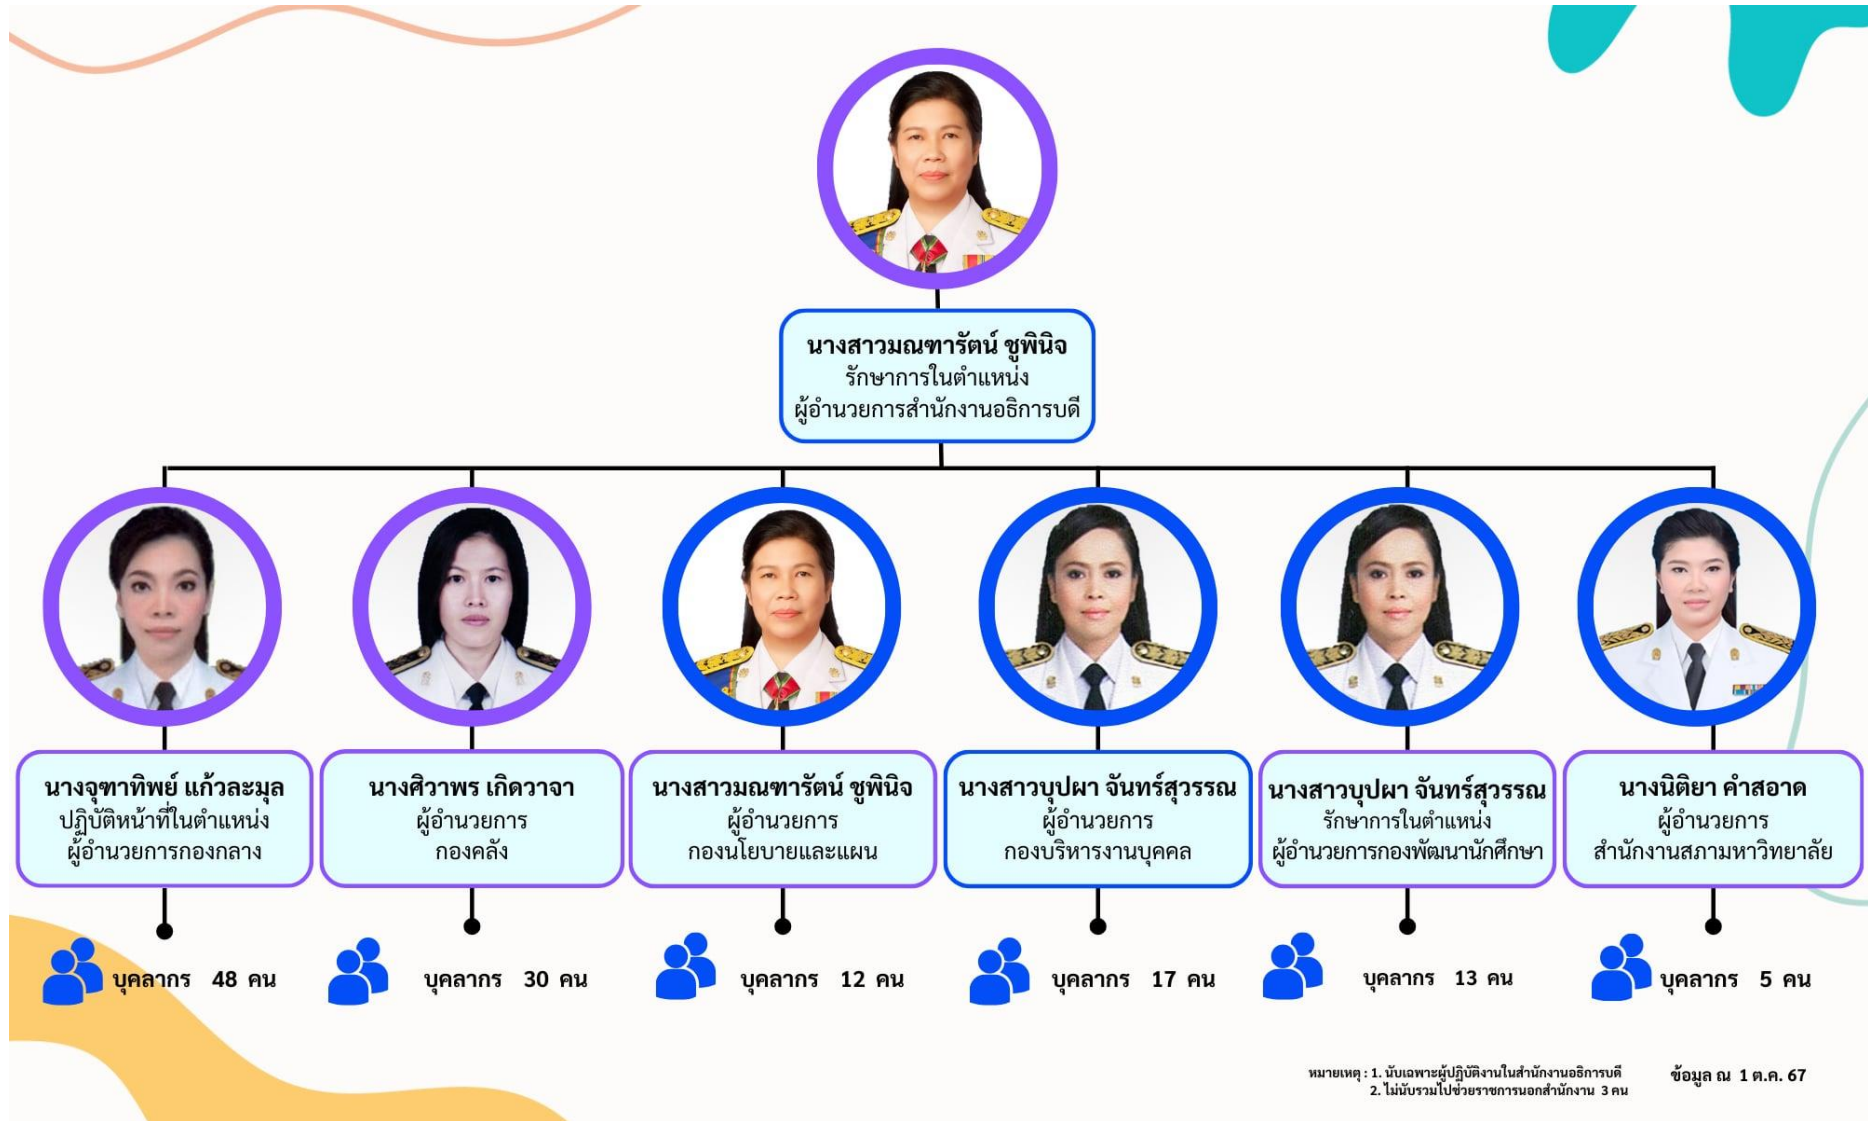 นางสาวมณฑารัตน์ ชูพินิจ
รักษาการในตำแหน่ง
ผู้อำนวยการสำนักงานอธิการบดี
นางจุฑาทิพย์ แก้วละมุล
ปฏิบัติหน้าที่ในตำแหน่ง
ผู้อำนวยการกองกลาง
นางศิวาพร เกิดวาจา
ผู้อำนวยการ
กองคลัง
นางสาวมณฑารัตน์ ชูพินิจ
ผู้อำนวยการ
กองนโยบายและแผน
นางสาวบุปผา จันทร์สุวรรณ
ผู้อำนวยการ
กองบริหารงานบุคคล
นางสาวบุปผา จันทร์สุวรรณ
รักษาการในตำแหน่ง
ผู้อำนวยการกองพัฒนานักศึกษา
นางนิติยา คำสอาด
ผู้อำนวยการ
สำนักงานสภามหาวิทยาลัย
บุคลากร 48 คน
บุคลากร 30 คน
บุคลากร 12 คน
บุคลากร 17 คน
บุคลากร 13 คน
บุคลากร 5 คน
หมายเหตุ : 1. นับเฉพาะผู้ปฏิบัติงานในสำนักงานอธิการบดี
2. ไม่นับรวมไปช่วยราชการนอกสำนักงาน 3 คน
ข้อมูล ณ 1 ต.ค. 67